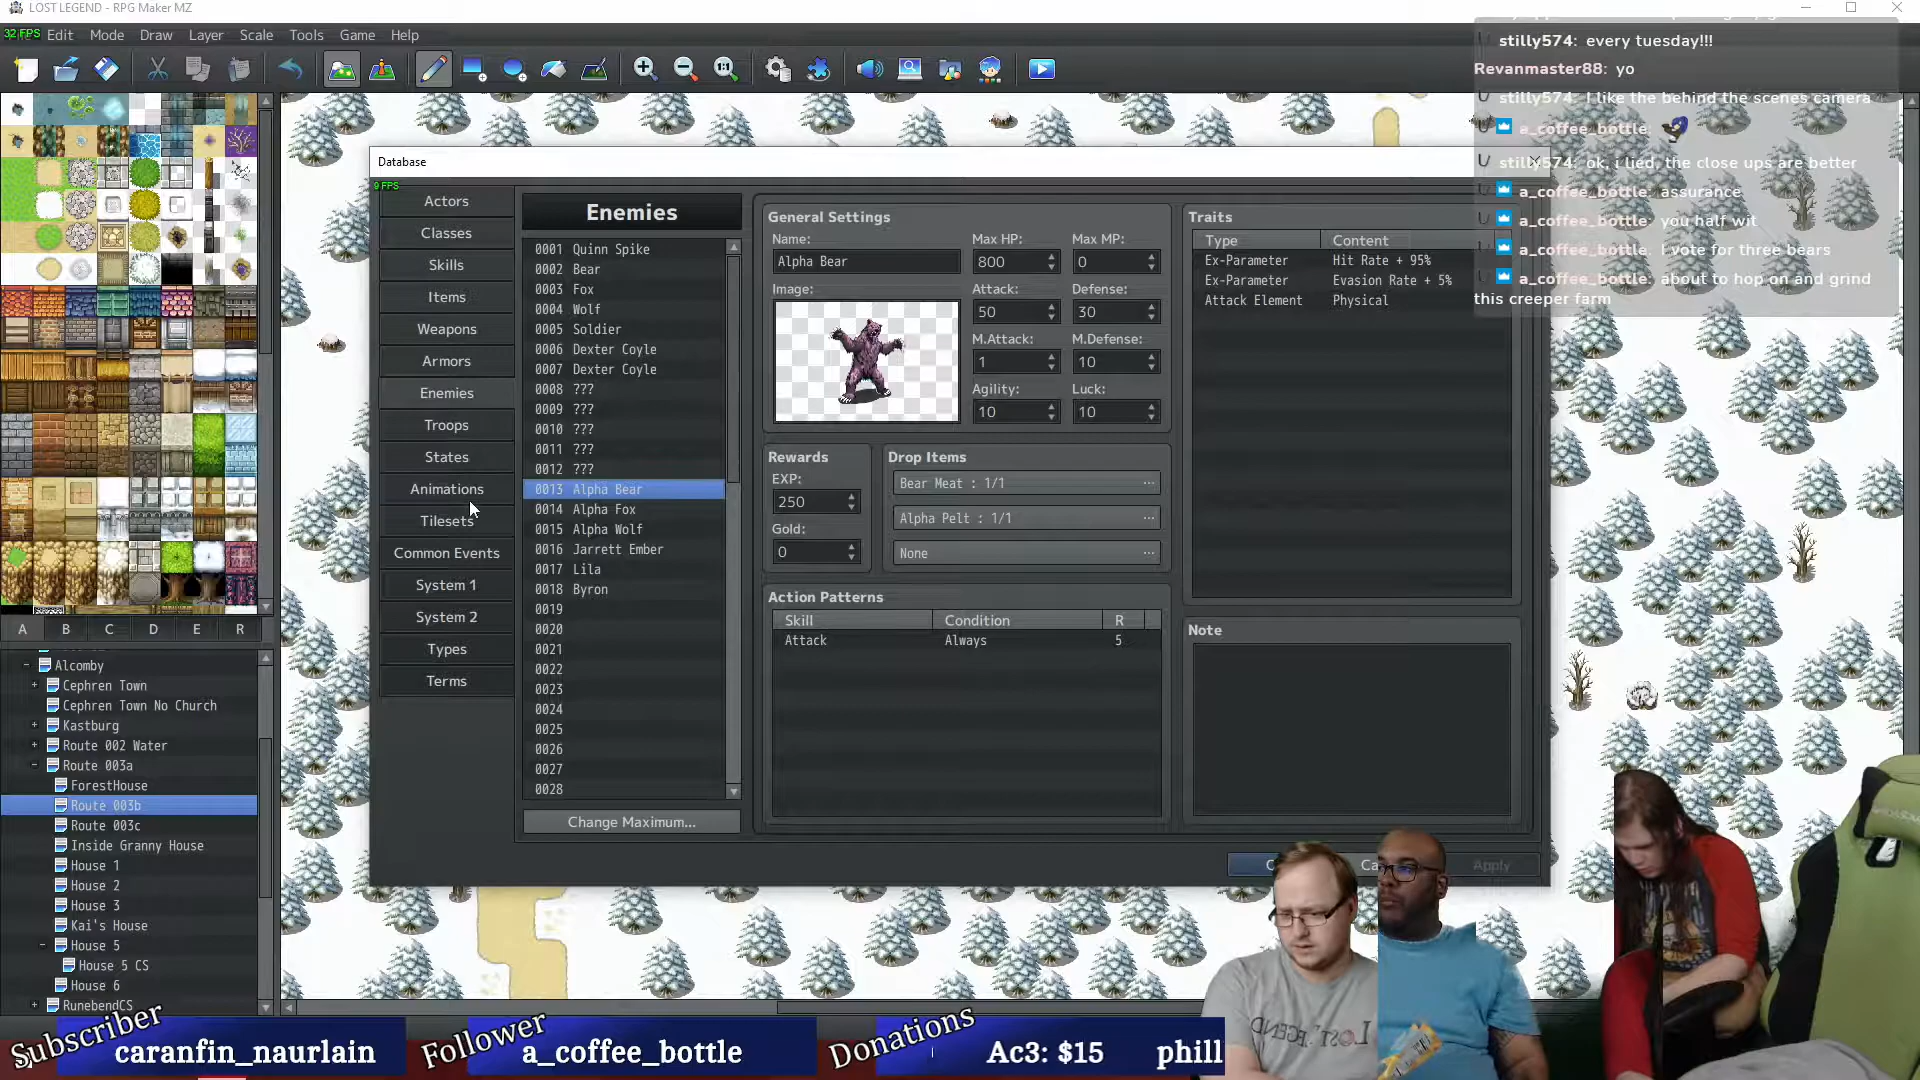 LOST LEGEND - RPG Maker MZ
32 FPS
Edit Mode Draw Layer Scale Tools Game Help
stilly574: every tuesday!!!
Revanmaster88: yo
stilly574: I like the behind the scenes camera
a_coffee_bottle:
stilly574: ok, i lied, the close ups are better
a_coffee_bottle: assurance
a_coffee_bottle: you half wit
a_coffee_bottle: I vote for three bears
a_coffee_bottle: about to hop on and grind
this creeper farm
Database
9 FPS
Actors
Classes
Skills
Items
Weapons
Armors
Enemies
Troops
States
Animations
Tilesets
Common Events
System 1
System 2
Types
Terms
Enemies
0001 Quinn Spike
0002 Bear
0003 Fox
0004 Wolf
0005 Soldier
0006 Dexter Coyle
0007 Dexter Coyle
0008 ???
0009 ???
0010 ???
0011 ???
0012 ???
0013 Alpha Bear
0014 Alpha Fox
0015 Alpha Wolf
0016 Jarrett Ember
0017 Lila
0018 Byron
0019
0020
0021
0022
0023
0024
0025
0026
0027
0028
Change Maximum...
General Settings
Name: Max HP: Max MP:
Alpha Bear 800 0
Image: Attack: Defense:
50 30
M.Attack: M.Defense:
1 10
Agility: Luck:
10 10
Rewards
EXP:
250
Gold:
0
Drop Items
Bear Meat : 1/1 ...
Alpha Pelt : 1/1 ...
None ...
Action Patterns
Skill Condition R
Attack Always 5
Traits
Type Content
Ex-Parameter Hit Rate + 95%
Ex-Parameter Evasion Rate + 5%
Attack Element Physical
Note
Apply
A B C D E R
Alcomby
Cephren Town
Cephren Town No Church
Kastburg
Route 002 Water
Route 003a
ForestHouse
Route 003b
Route 003c
Inside Granny House
House 1
House 2
House 3
Kai's House
House 5
House 5 CS
House 6
RunebendCS
Subscriber
caranfin_naurlain
Follower
a_coffee_bottle
Donations
Ac3: $15 phill